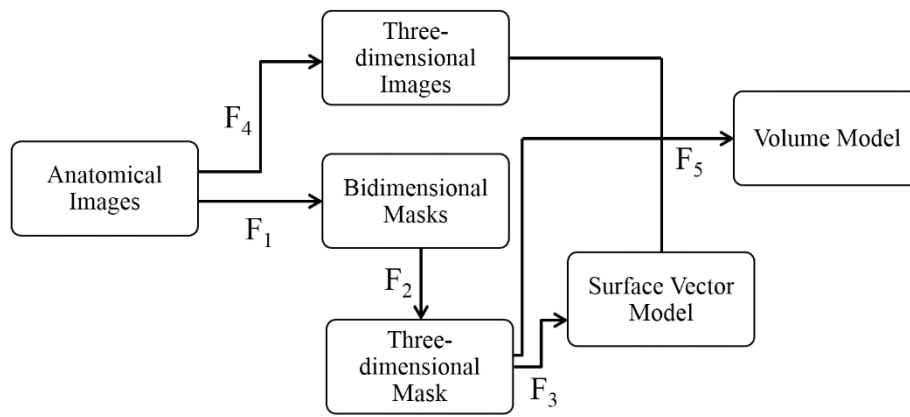 Three-
dimensional
Images
F₄
Volume Model
Anatomical
Images
Bidimensional
Masks
F₅
F₁
F₂
Surface Vector
Model
Three-
dimensional
Mask
F₃